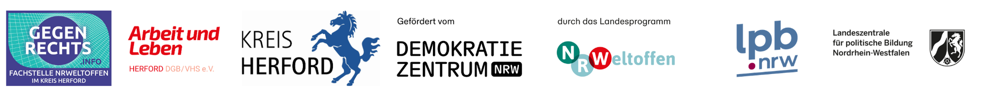 GEGEN
RECHTS
.INFO
FACHSTELLE NRWELTOFFEN
IM KREIS HERFORD
Arbeit und
Leben
HERFORD DGB/VHS e.V.
KREIS
HERFORD
Gefördert vom
DEMOKRATIE
ZENTRUM NRW
durch das Landesprogramm
NRWeltoffen
lpb
.nrw
Landeszentrale
für politische Bildung
Nordrhein-Westfalen